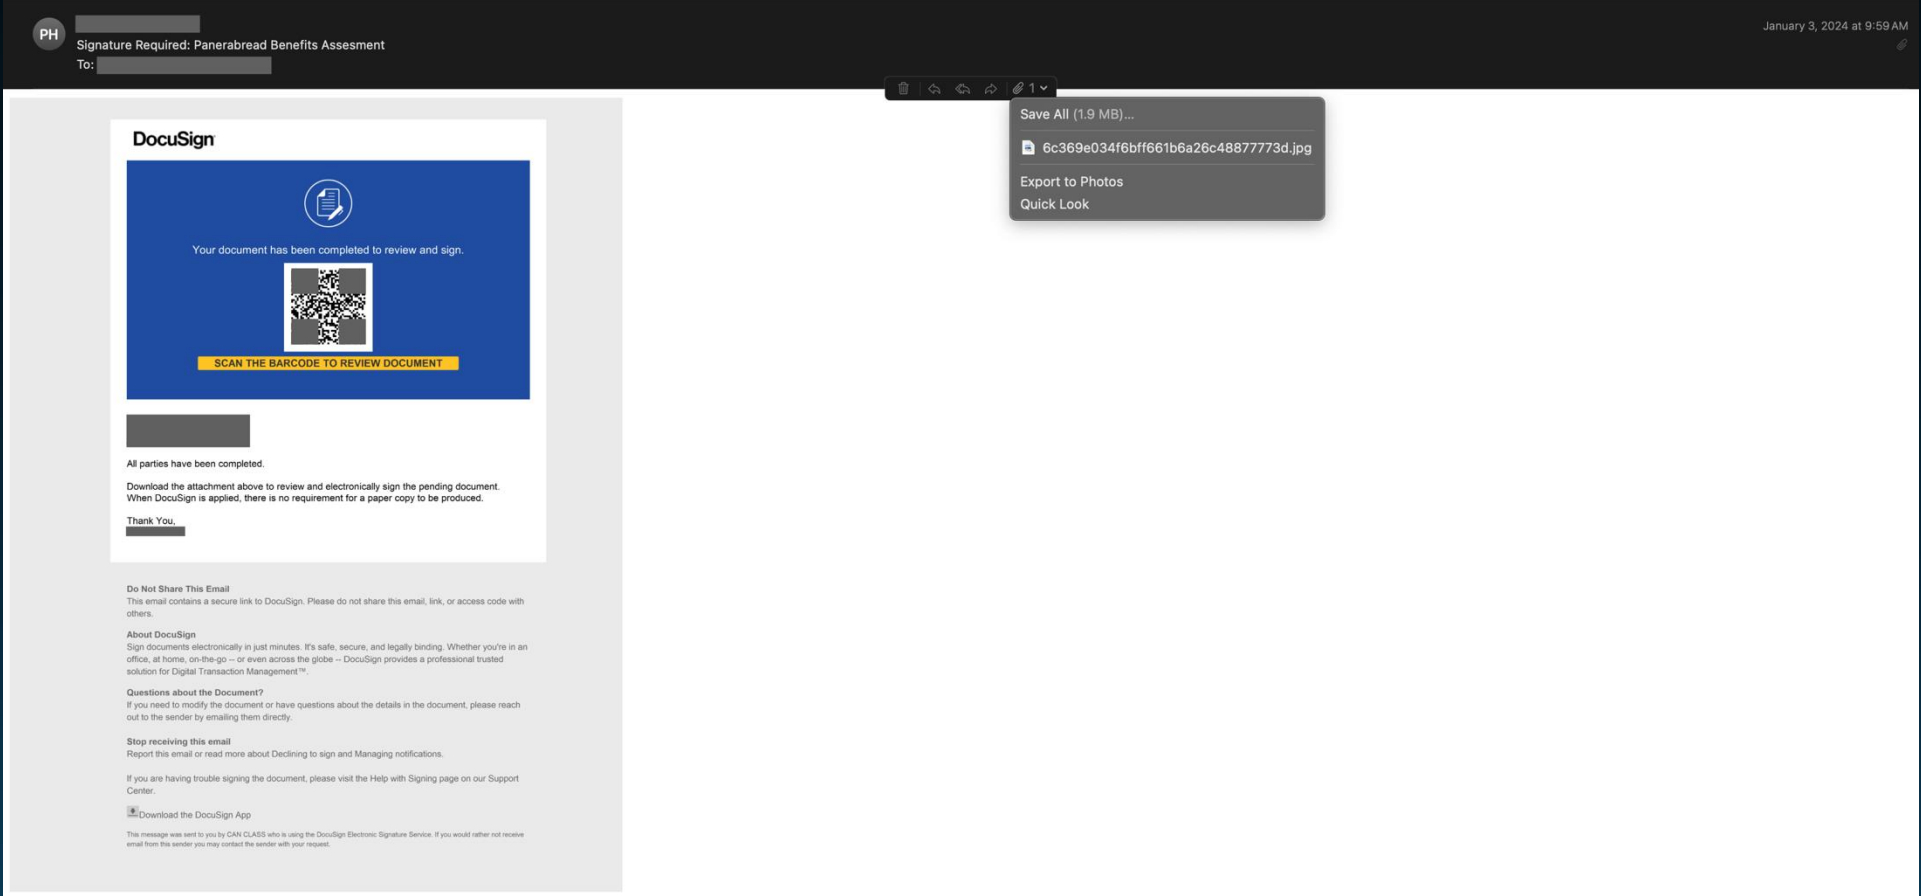 PH
Signature Required: Panerabread Benefits Assesment
To:
January 3, 2024 at 9:59 AM
1
Save All (1.9 MB)...
6c369e034f6bff661b6a26c48877773d.jpg
Export to Photos
Quick Look
DocuSign
Your document has been completed to review and sign.
SCAN THE BARCODE TO REVIEW DOCUMENT
All parties have been completed.
Download the attachment above to review and electronically sign the pending document.
When DocuSign is applied, there is no requirement for a paper copy to be produced.
Thank You,
Do Not Share This Email
This email contains a secure link to DocuSign. Please do not share this email, link, or access code with
others.
About DocuSign
Sign documents electronically in just minutes. It's safe, secure, and legally binding. Whether you're in an
office, at home, on-the-go -- or even across the globe -- DocuSign provides a professional trusted
solution for Digital Transaction Management™.
Questions about the Document?
If you need to modify the document or have questions about the details in the document, please reach
out to the sender by emailing them directly.
Stop receiving this email
Report this email or read more about Declining to sign and Managing notifications.
If you are having trouble signing the document, please visit the Help with Signing page on our Support
Center.
Download the DocuSign App
This message was sent to you by CAN CLASS who is using the DocuSign Electronic Signature Service. If you would rather not receive
email from this sender you may contact the sender with your request.